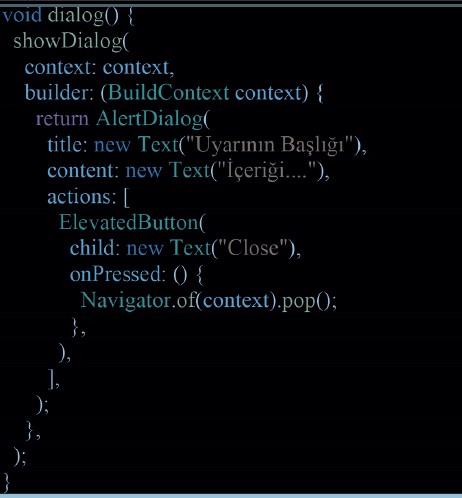 void dialog() {
showDialog(
context: context,
builder: (BuildContext context) {
return AlertDialog(
title: new Text("Uyarının Başlığı"),
content: new Text("İçeriği...."),
actions: [
ElevatedButton(
child: new Text("Close"),
onPressed: () {
Navigator.of(context).pop();
},
),
],
);
},
);
}